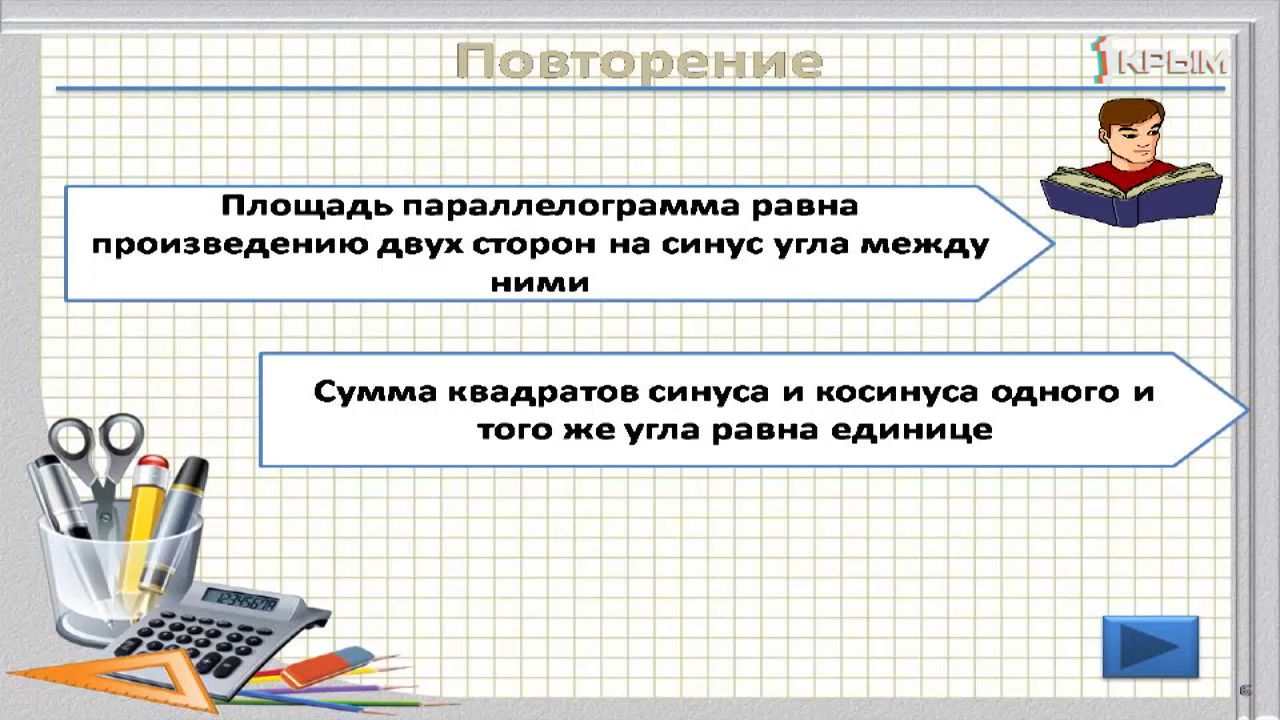 Повторение
1КРЫМ
Площадь параллелограмма равна
произведению двух сторон на синус угла между
ними
Сумма квадратов синуса и косинуса одного и
того же угла равна единице